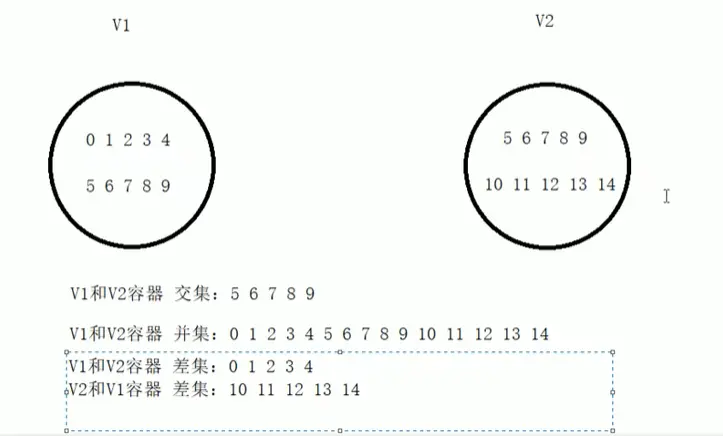 V1
V2
0 1 2 3 4
5 6 7 8 9
5 6 7 8 9
10 11 12 13 14
V1和V2容器 交集：5 6 7 8 9
V1和V2容器 并集：0 1 2 3 4 5 6 7 8 9 10 11 12 13 14
V1和V2容器 差集：0 1 2 3 4
V2和V1容器 差集：10 11 12 13 14